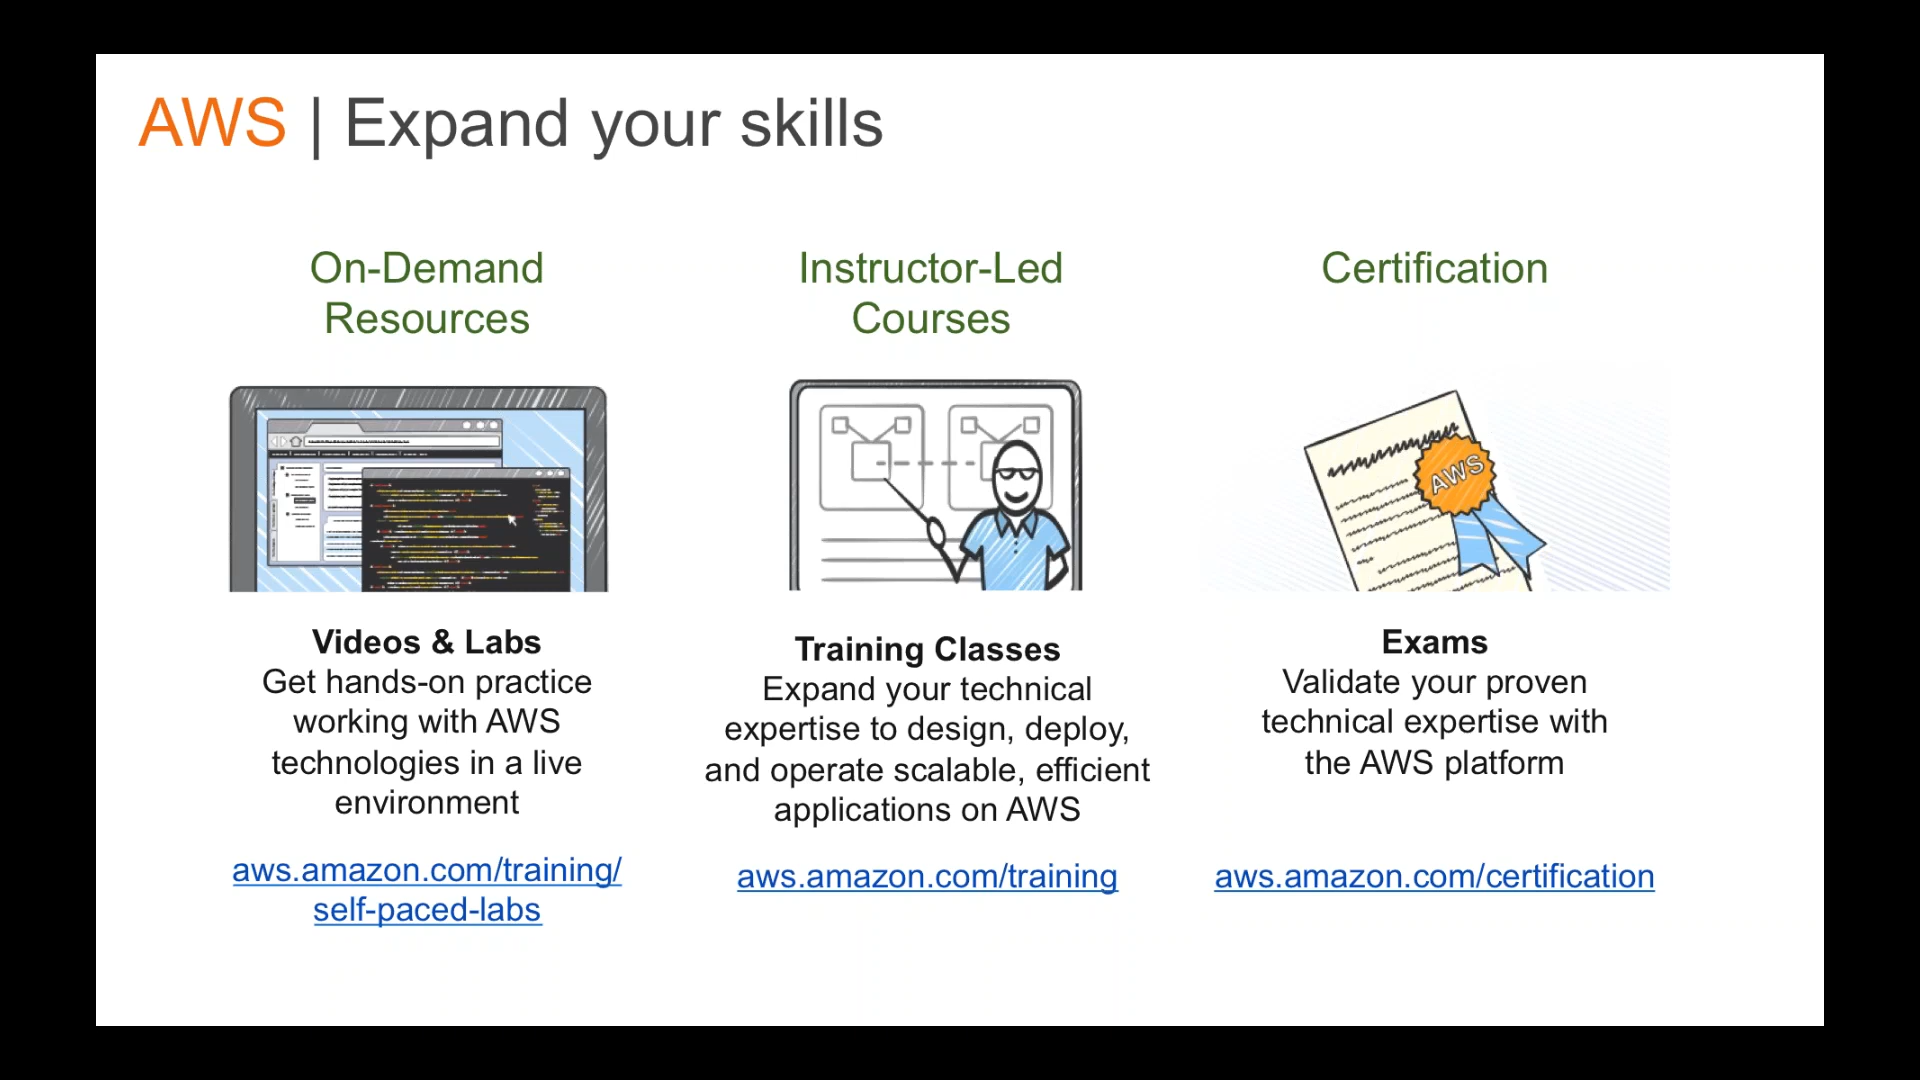 AWS | Expand your skills
On-Demand
Resources
Videos & Labs
Get hands-on practice
working with AWS
technologies in a live
environment
aws.amazon.com/training/
self-paced-labs
Instructor-Led
Courses
Training Classes
Expand your technical
expertise to design, deploy,
and operate scalable, efficient
applications on AWS
aws.amazon.com/training
Certification
AWS
Exams
Validate your proven
technical expertise with
the AWS platform
aws.amazon.com/certification